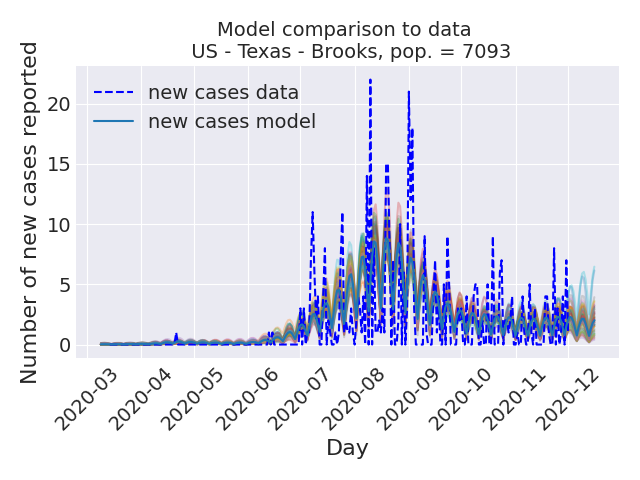 Model comparison to data
US - Texas - Brooks, pop. = 7093
Number of new cases reported
20
15
10
5
0
new cases data
new cases model
2020-03
2020-04
2020-05
2020-06
2020-07
2020-08
2020-09
2020-10
2020-11
2020-12
Day